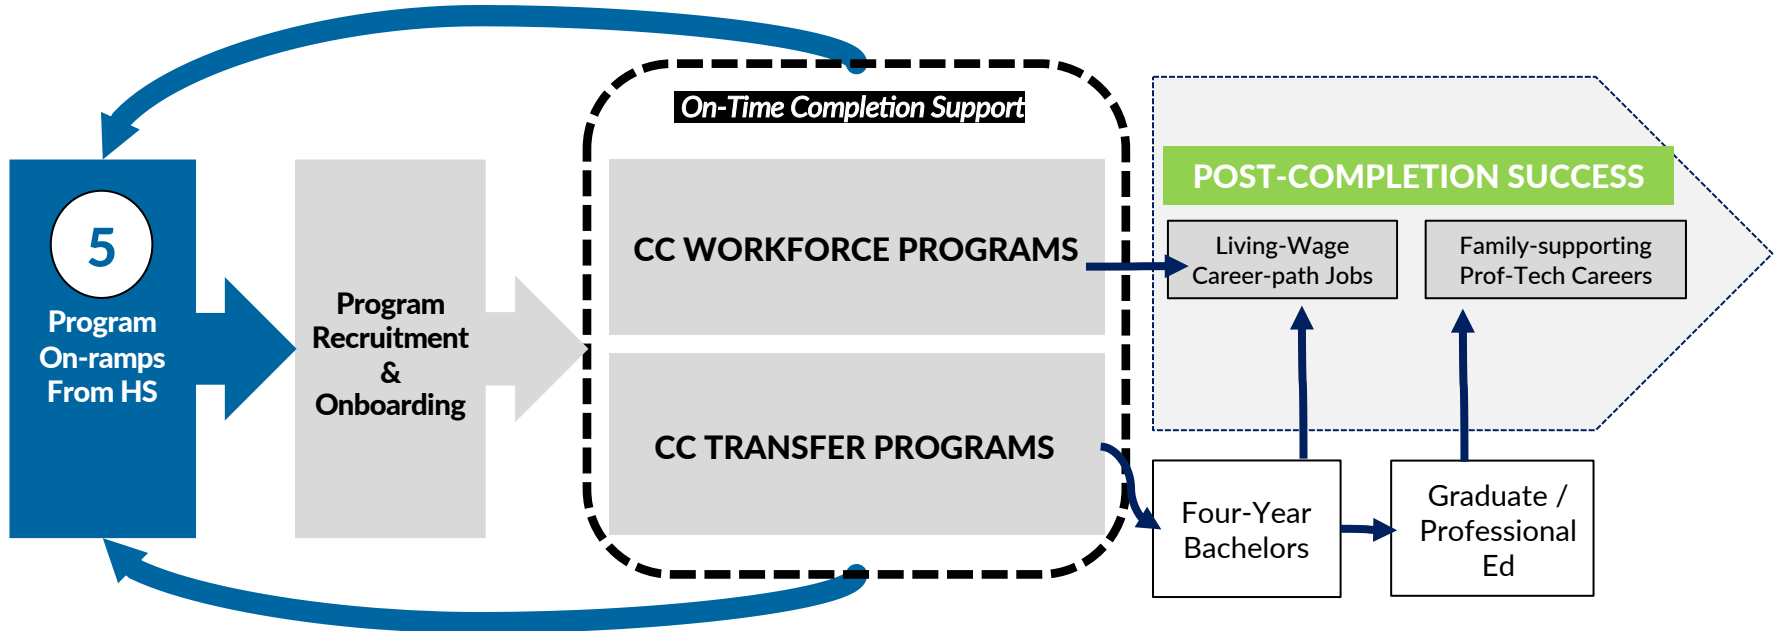 On-Time Completion Support
5
Program
On-ramps
From HS
Program
Recruitment
&
Onboarding
CC WORKFORCE PROGRAMS
CC TRANSFER PROGRAMS
POST-COMPLETION SUCCESS
Living-Wage
Career-path Jobs
Family-supporting
Prof-Tech Careers
Four-Year
Bachelors
Graduate /
Professional
Ed